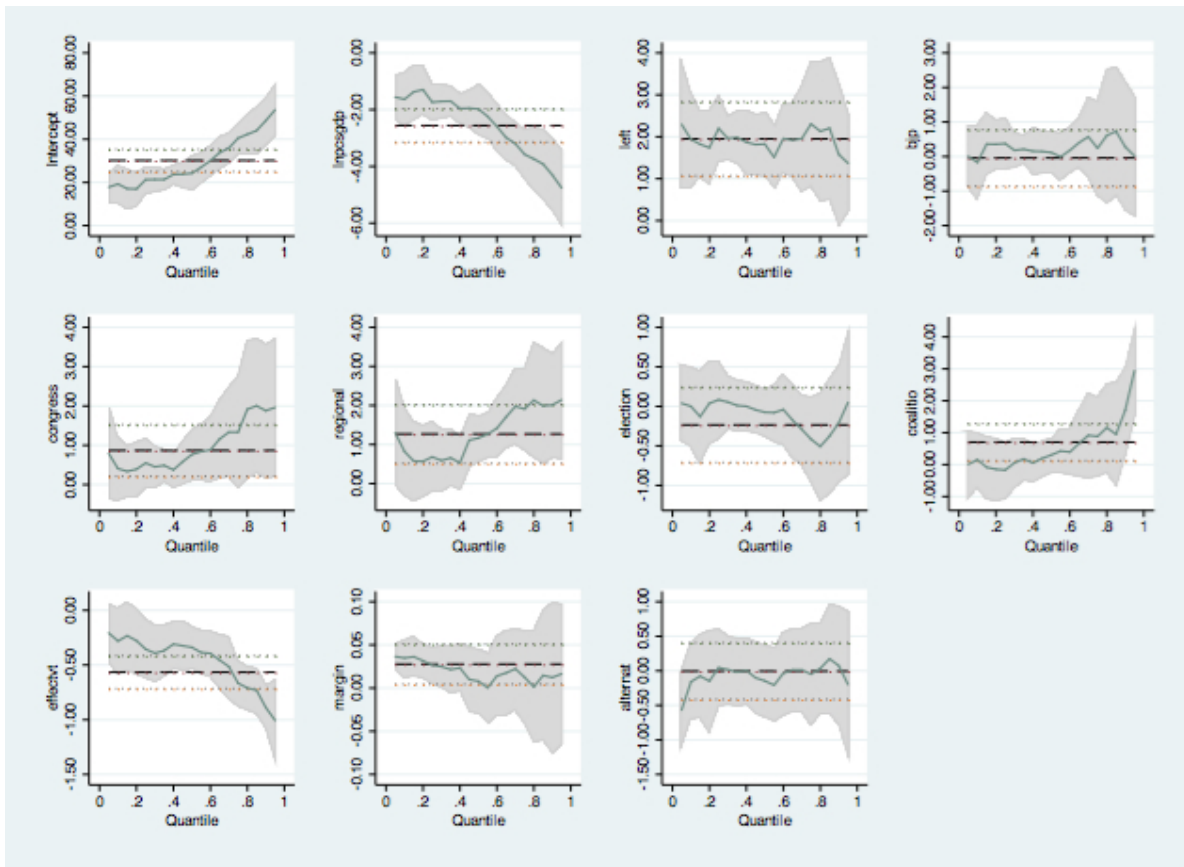 Intercept
0.00 20.00 40.00 60.00 80.00
0 .2 .4 .6 .8 1
Quantile
lnpcsgdp
-6.00 -4.00 -2.00 0.00
0 .2 .4 .6 .8 1
Quantile
left
0.00 1.00 2.00 3.00 4.00
0 .2 .4 .6 .8 1
Quantile
bjp
-2.00 -1.00 0.00 1.00 2.00 3.00
0 .2 .4 .6 .8 1
Quantile
congress
0.00 1.00 2.00 3.00 4.00
0 .2 .4 .6 .8 1
Quantile
regional
0.00 1.00 2.00 3.00 4.00
0 .2 .4 .6 .8 1
Quantile
election
-1.00 -0.50 0.00 0.50 1.00
0 .2 .4 .6 .8 1
Quantile
coalitio
-1.00 0.00 1.00 2.00 3.00 4.00
0 .2 .4 .6 .8 1
Quantile
effectvt
-1.50 -1.00 -0.50 0.00
0 .2 .4 .6 .8 1
Quantile
margin
-0.10 -0.05 0.00 0.05 0.10
0 .2 .4 .6 .8 1
Quantile
alternat
-1.50 -1.00 -0.50 0.00 0.50 1.00
0 .2 .4 .6 .8 1
Quantile